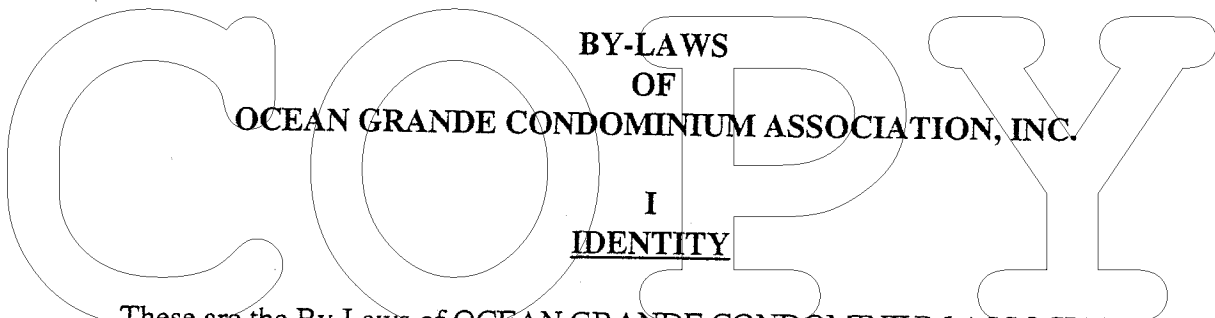 BY-LAWS
OF
OCEAN GRANDE CONDOMINIUM ASSOCIATION, INC.
I
IDENTITY
These are the By-Laws of OCEAN GRANDE CONDOMINIUM
COPY